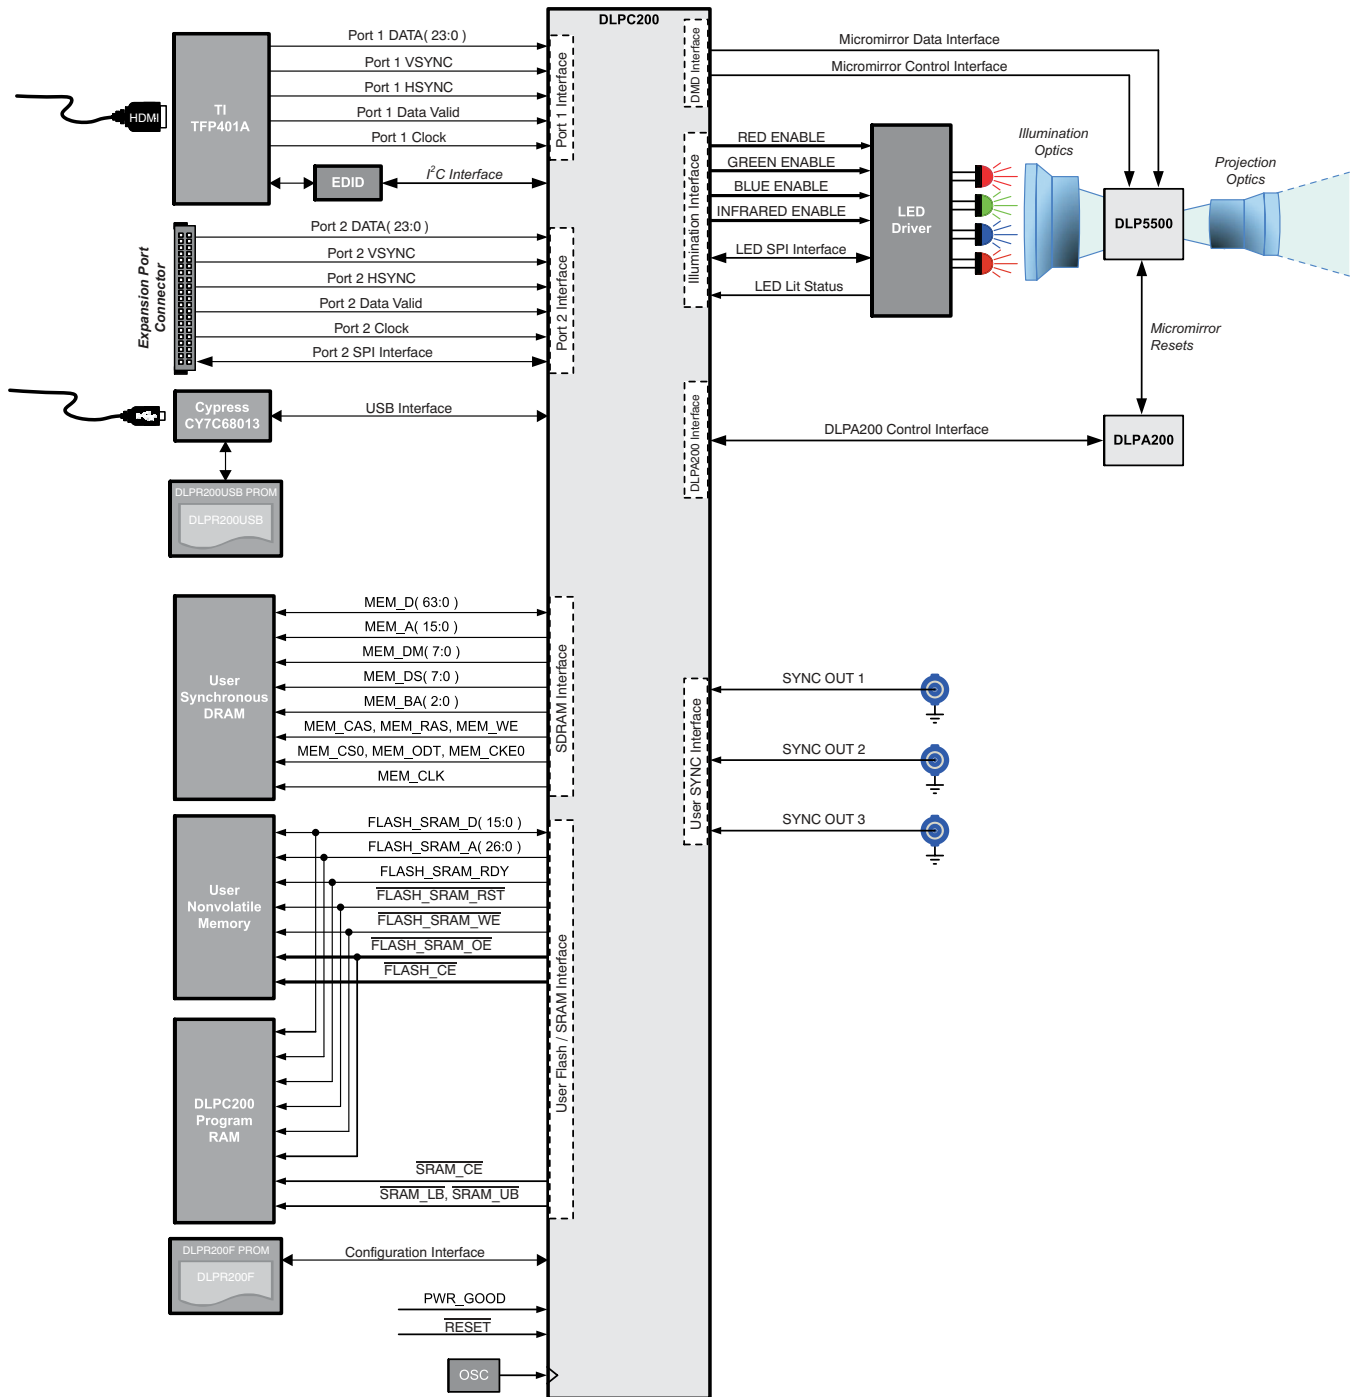 DLPC200
HDMI
TI
TFP401A
Port 1 DATA( 23:0 )
Port 1 VSYNC
Port 1 HSYNC
Port 1 Data Valid
Port 1 Clock
EDID
I²C Interface
Port 1 Interface
Expansion Port
Connector
Port 2 DATA( 23:0 )
Port 2 VSYNC
Port 2 HSYNC
Port 2 Data Valid
Port 2 Clock
Port 2 SPI Interface
Port 2 Interface
Cypress
CY7C68013
USB Interface
DLPR200USB PROM
DLPR200USB
User
Synchronous
DRAM
MEM_D( 63:0 )
MEM_A( 15:0 )
MEM_DM( 7:0 )
MEM_DS( 7:0 )
MEM_BA( 2:0 )
MEM_CAS, MEM_RAS, MEM_WE
MEM_CS0, MEM_ODT, MEM_CKE0
MEM_CLK
SDRAM Interface
User
Nonvolatile
Memory
FLASH_SRAM_D( 15:0 )
FLASH_SRAM_A( 26:0 )
FLASH_SRAM_RDY
FLASH_SRAM_RST
FLASH_SRAM_WE
FLASH_SRAM_OE
FLASH_CE
User Flash / SRAM Interface
DLPC200
Program
RAM
SRAM_CE
SRAM_LB, SRAM_UB
DLPR200F PROM
DLPR200F
Configuration Interface
PWR_GOOD
RESET
OSC
DMD Interface
Micromirror Data Interface
Micromirror Control Interface
Illumination Interface
RED ENABLE
GREEN ENABLE
BLUE ENABLE
INFRARED ENABLE
LED SPI Interface
LED Lit Status
LED
Driver
Illumination
Optics
DLP5500
Projection
Optics
Micromirror
Resets
DLPA200 Interface
DLPA200 Control Interface
DLPA200
User SYNC Interface
SYNC OUT 1
SYNC OUT 2
SYNC OUT 3